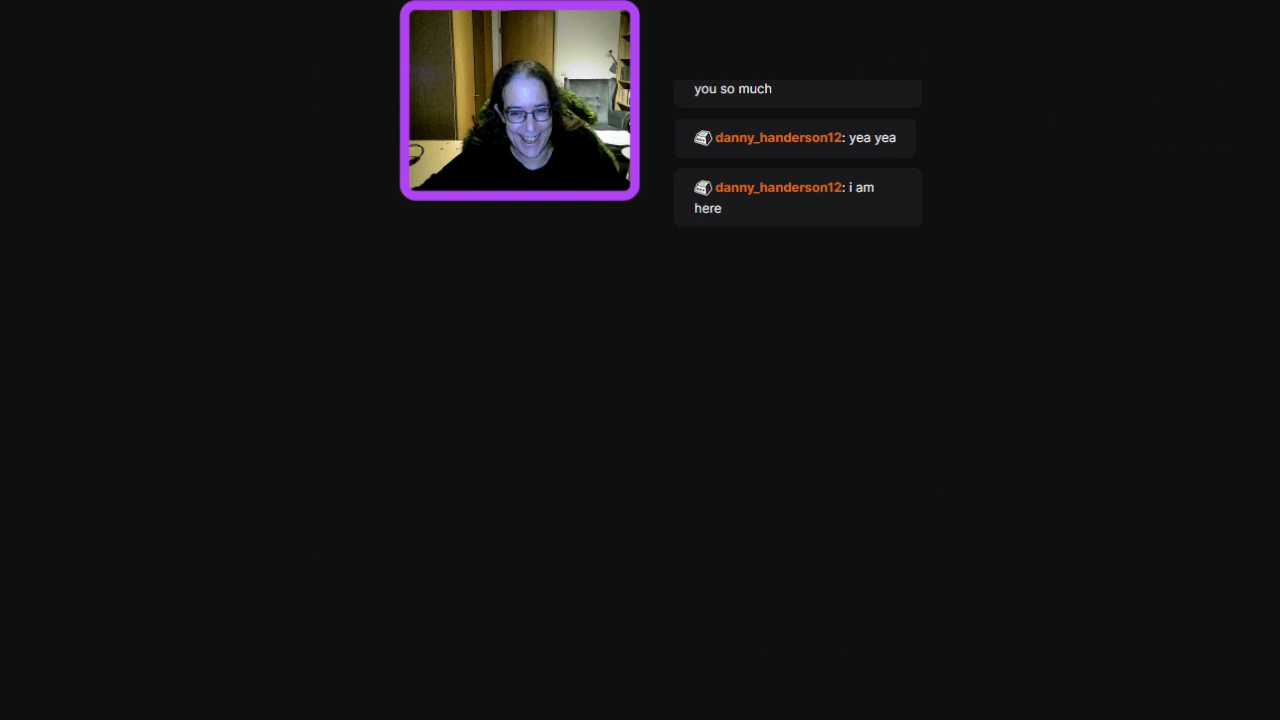 you so much
danny_handerson12: yea yea
danny_handerson12: i am
here